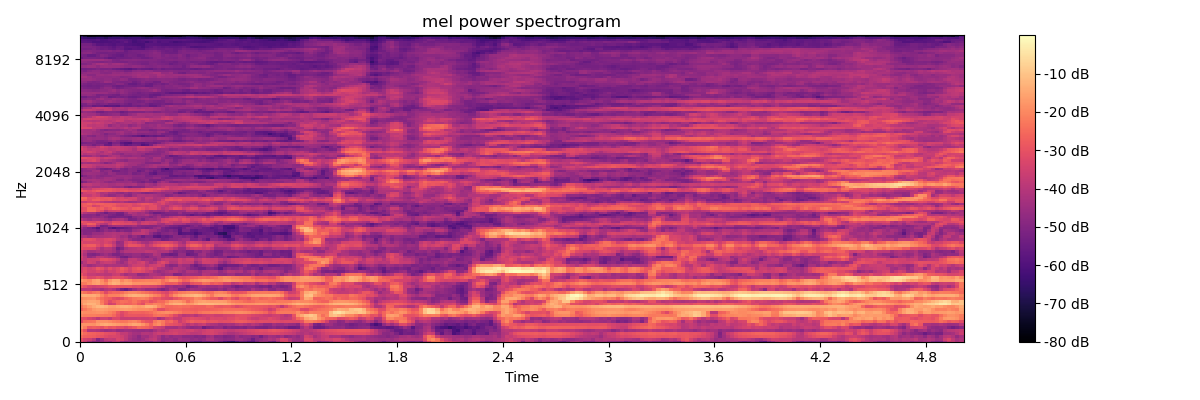 mel power spectrogram
8192
4096
2048
1024
512
0
Hz
0 0.6 1.2 1.8 2.4 3 3.6 4.2 4.8
Time
-10 dB
-20 dB
-30 dB
-40 dB
-50 dB
-60 dB
-70 dB
-80 dB